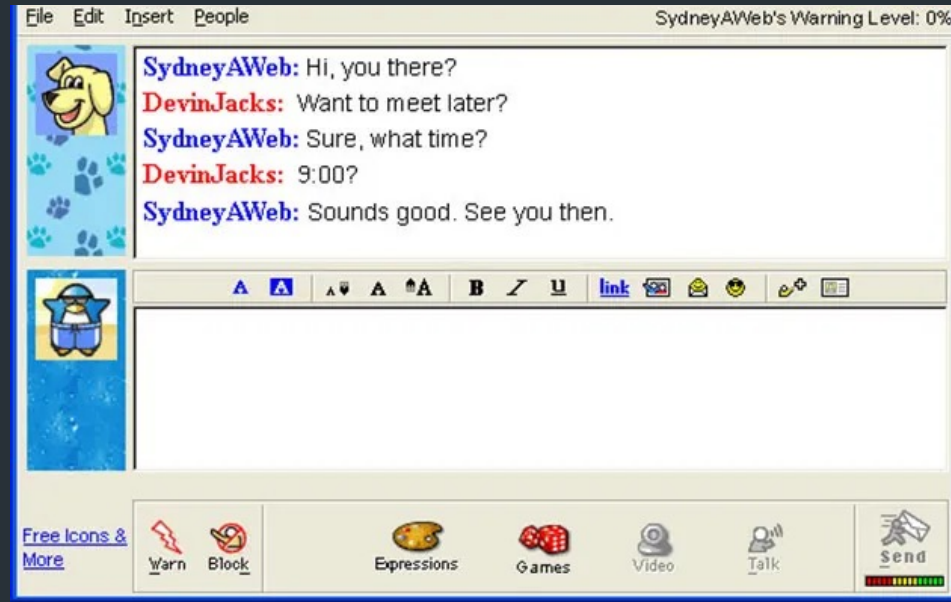 File Edit Insert People
SydneyAWeb's Warning Level: 0%
SydneyAWeb: Hi, you there?
DevinJacks: Want to meet later?
SydneyAWeb: Sure, what time?
DevinJacks: 9:00?
SydneyAWeb: Sounds good. See you then.
A A A A A B I U link
Free Icons &
More
Warn Block Expressions Games Video Talk Send